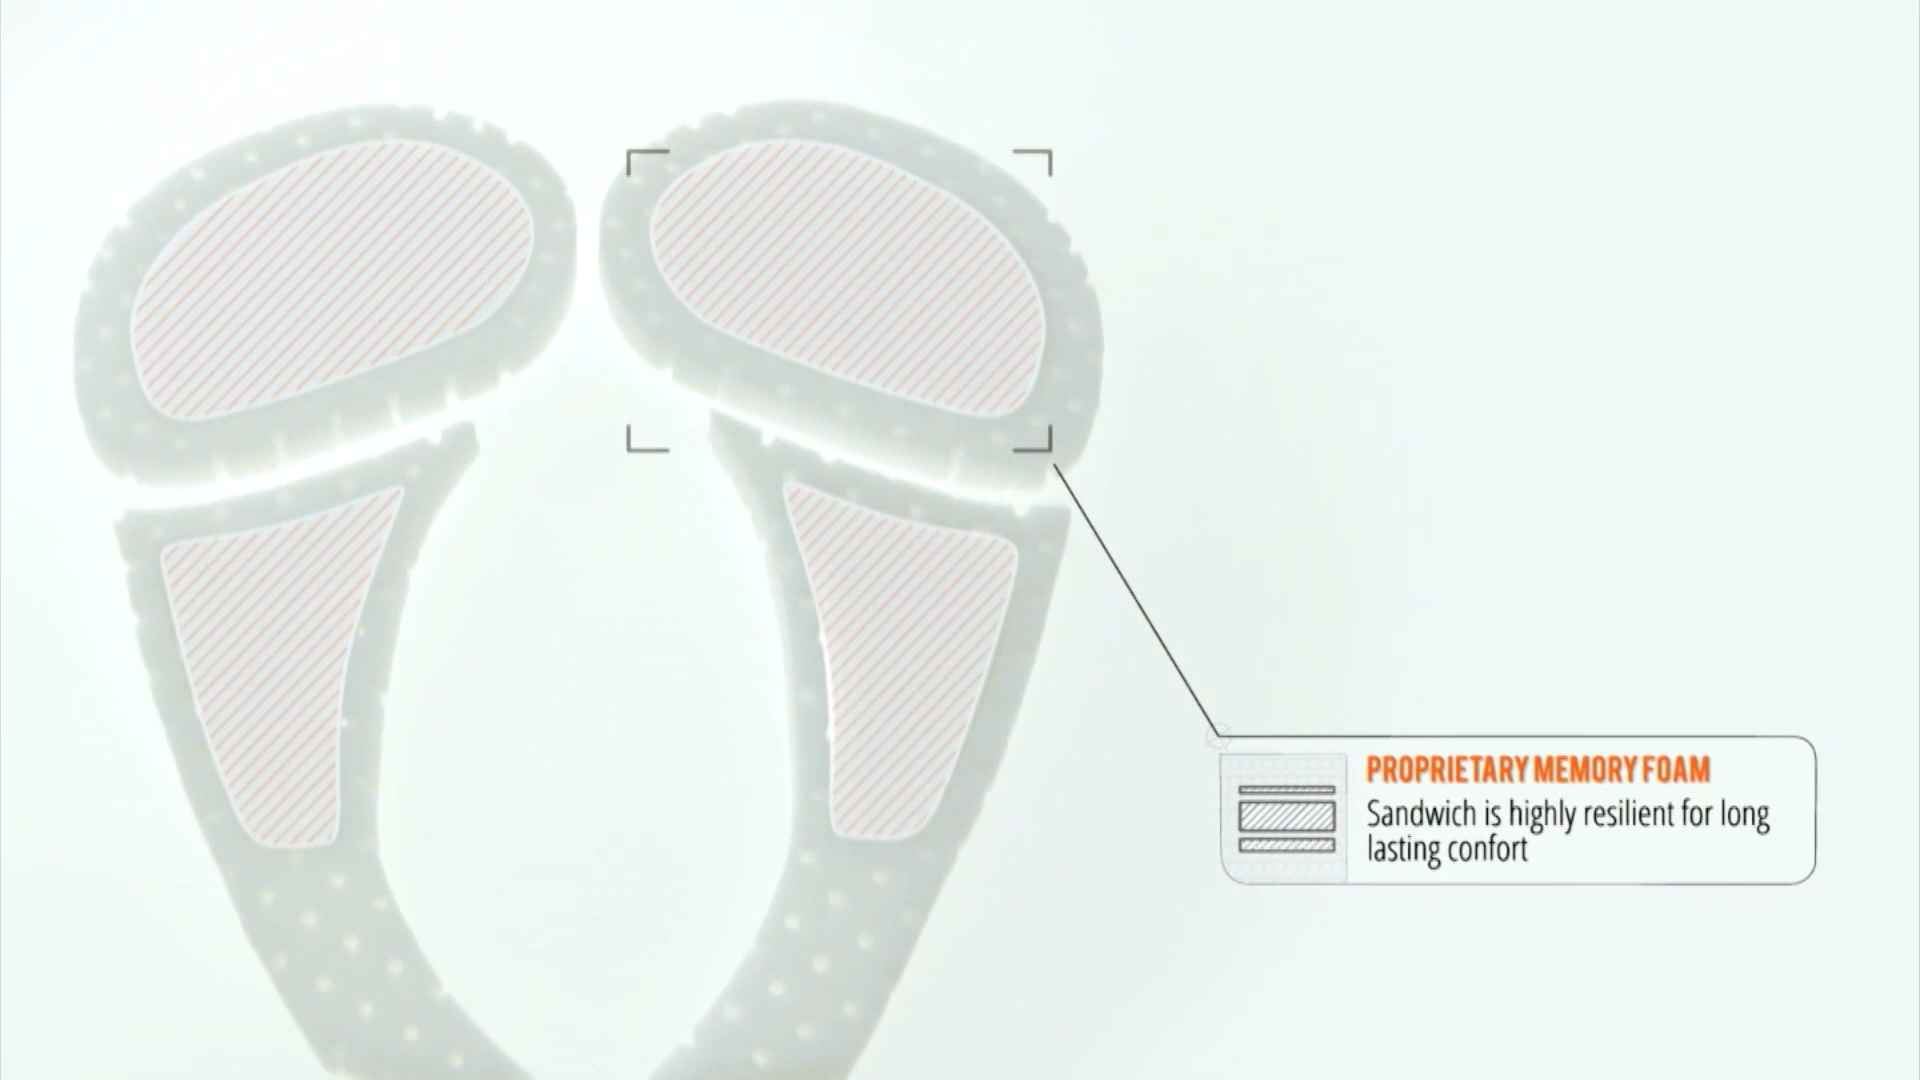 PROPRIETARY MEMORY FOAM
Sandwich is highly resilient for long
lasting confort